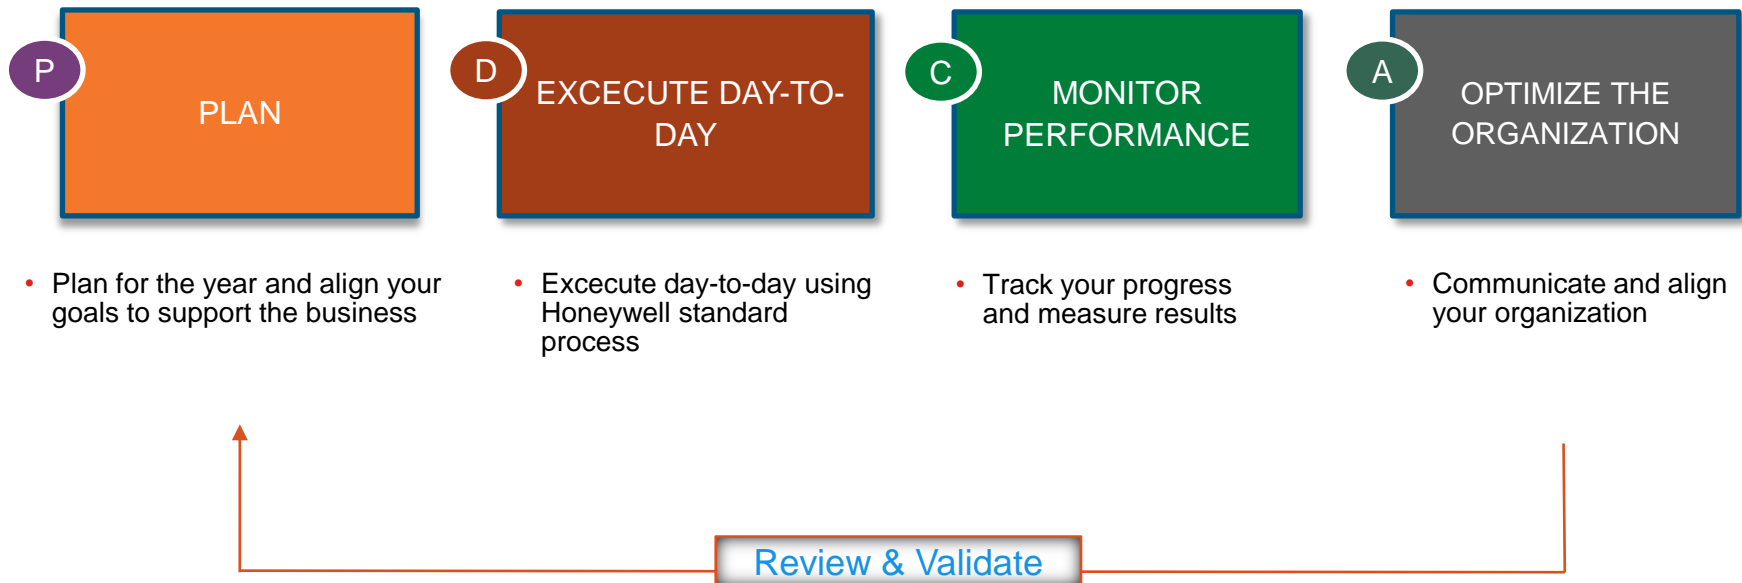 P
PLAN
D
EXCECUTE DAY-TO-
DAY
C
MONITOR
PERFORMANCE
A
OPTIMIZE THE
ORGANIZATION
• Plan for the year and align your
goals to support the business
• Excecute day-to-day using
Honeywell standard
process
• Track your progress
and measure results
• Communicate and align
your organization
Review & Validate